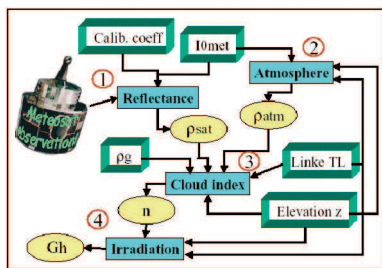 Calib. coeff
I0met
2
1
Atmosphere
Meteosat
observations
Reflectance
ρsat
ρatm
ρg
3
Linke TL
Cloud index
4
n
Elevation z
Gh
Irradiation